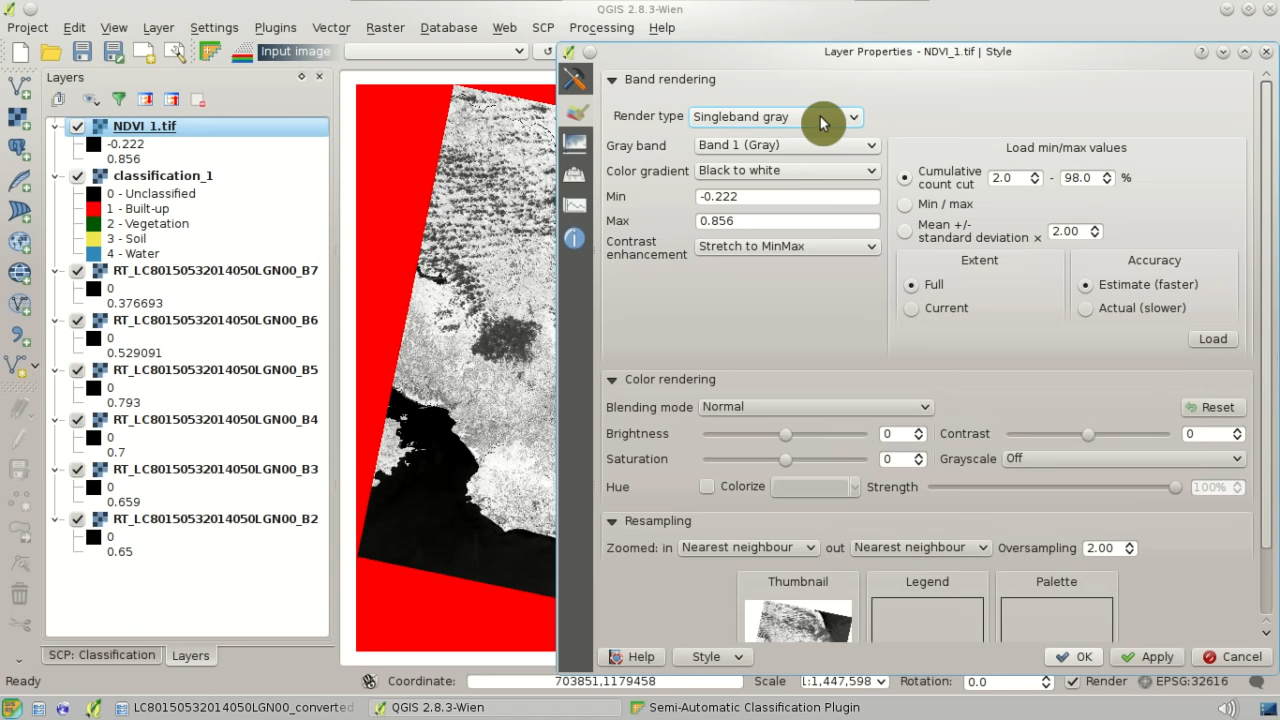 QGIS 2.8.3-Wien
Project Edit View Layer Settings Plugins Vector Raster Database Web SCP Processing Help
Input image
Layers
NDVI_1.tif
-0.222
0.856
classification_1
0 - Unclassified
1 - Built-up
2 - Vegetation
3 - Soil
4 - Water
RT_LC80150532014050LGN00_B7
0
0.376693
RT_LC80150532014050LGN00_B6
0
0.529091
RT_LC80150532014050LGN00_B5
0
0.793
RT_LC80150532014050LGN00_B4
0
0.7
RT_LC80150532014050LGN00_B3
0
0.659
RT_LC80150532014050LGN00_B2
0
0.65
SCP: Classification Layers
Layer Properties - NDVI_1.tif | Style
Band rendering
Render type Singleband gray
Gray band Band 1 (Gray)
Color gradient Black to white
Min -0.222
Max 0.856
Contrast enhancement Stretch to MinMax
Load min/max values
Cumulative count cut 2.0 - 98.0 %
Min / max
Mean +/- standard deviation × 2.00
Extent
Full
Current
Accuracy
Estimate (faster)
Actual (slower)
Load
Color rendering
Blending mode Normal Reset
Brightness 0 Contrast 0
Saturation 0 Grayscale Off
Hue Colorize Strength 100%
Resampling
Zoomed: in Nearest neighbour out Nearest neighbour Oversampling 2.00
Thumbnail Legend Palette
Help Style OK Apply Cancel
Ready Coordinate: 703851,1179458 Scale 1:1,447,598 Rotation: 0.0 Render EPSG:32616
LC80150532014050LGN00_converted QGIS 2.8.3-Wien Semi-Automatic Classification Plugin